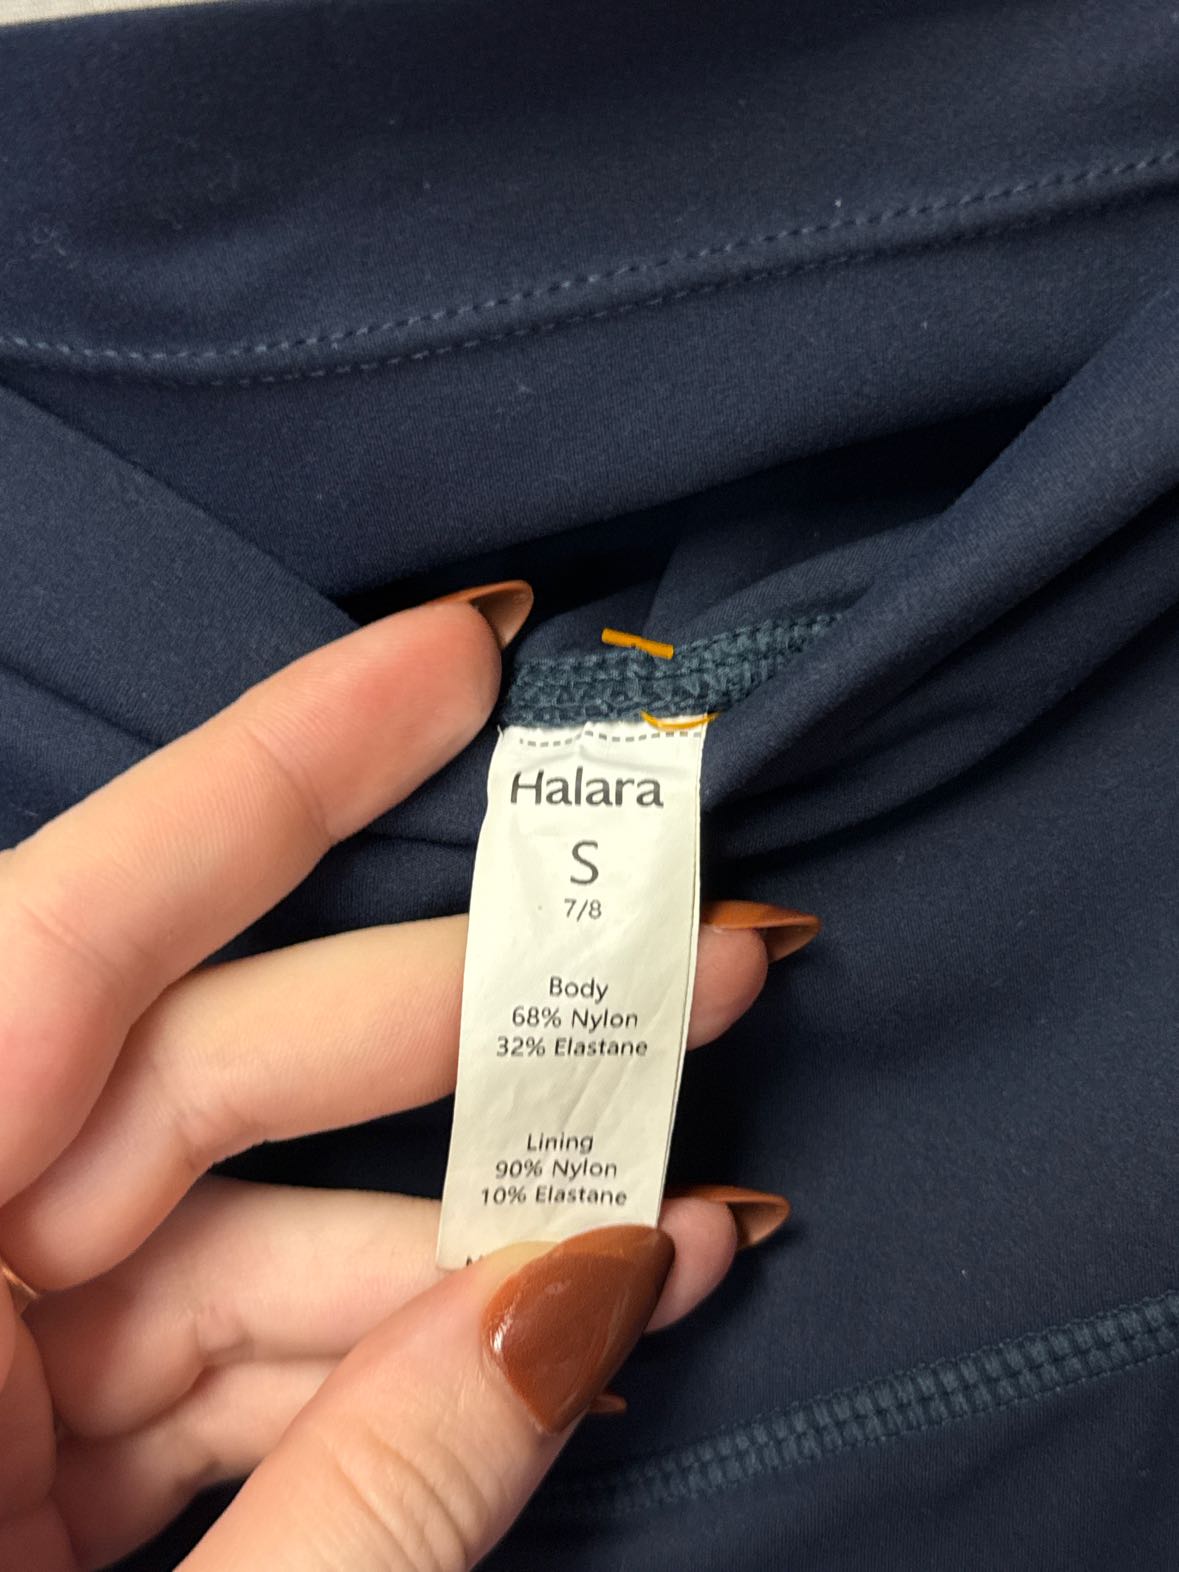 Halara
S
7/8
Body
68% Nylon
32% Elastane
Lining
90% Nylon
10% Elastane